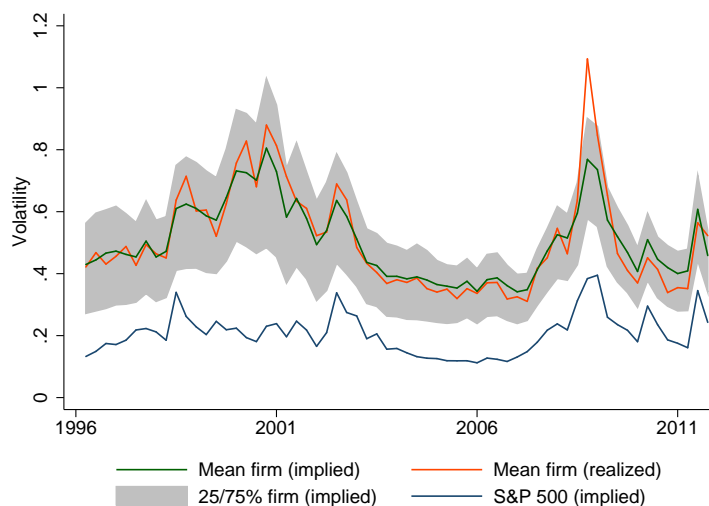 1.2
1
.8
.6
.4
.2
0
Volatility
1996 2001 2006 2011
Mean firm (implied) Mean firm (realized)
25/75% firm (implied) S&P 500 (implied)